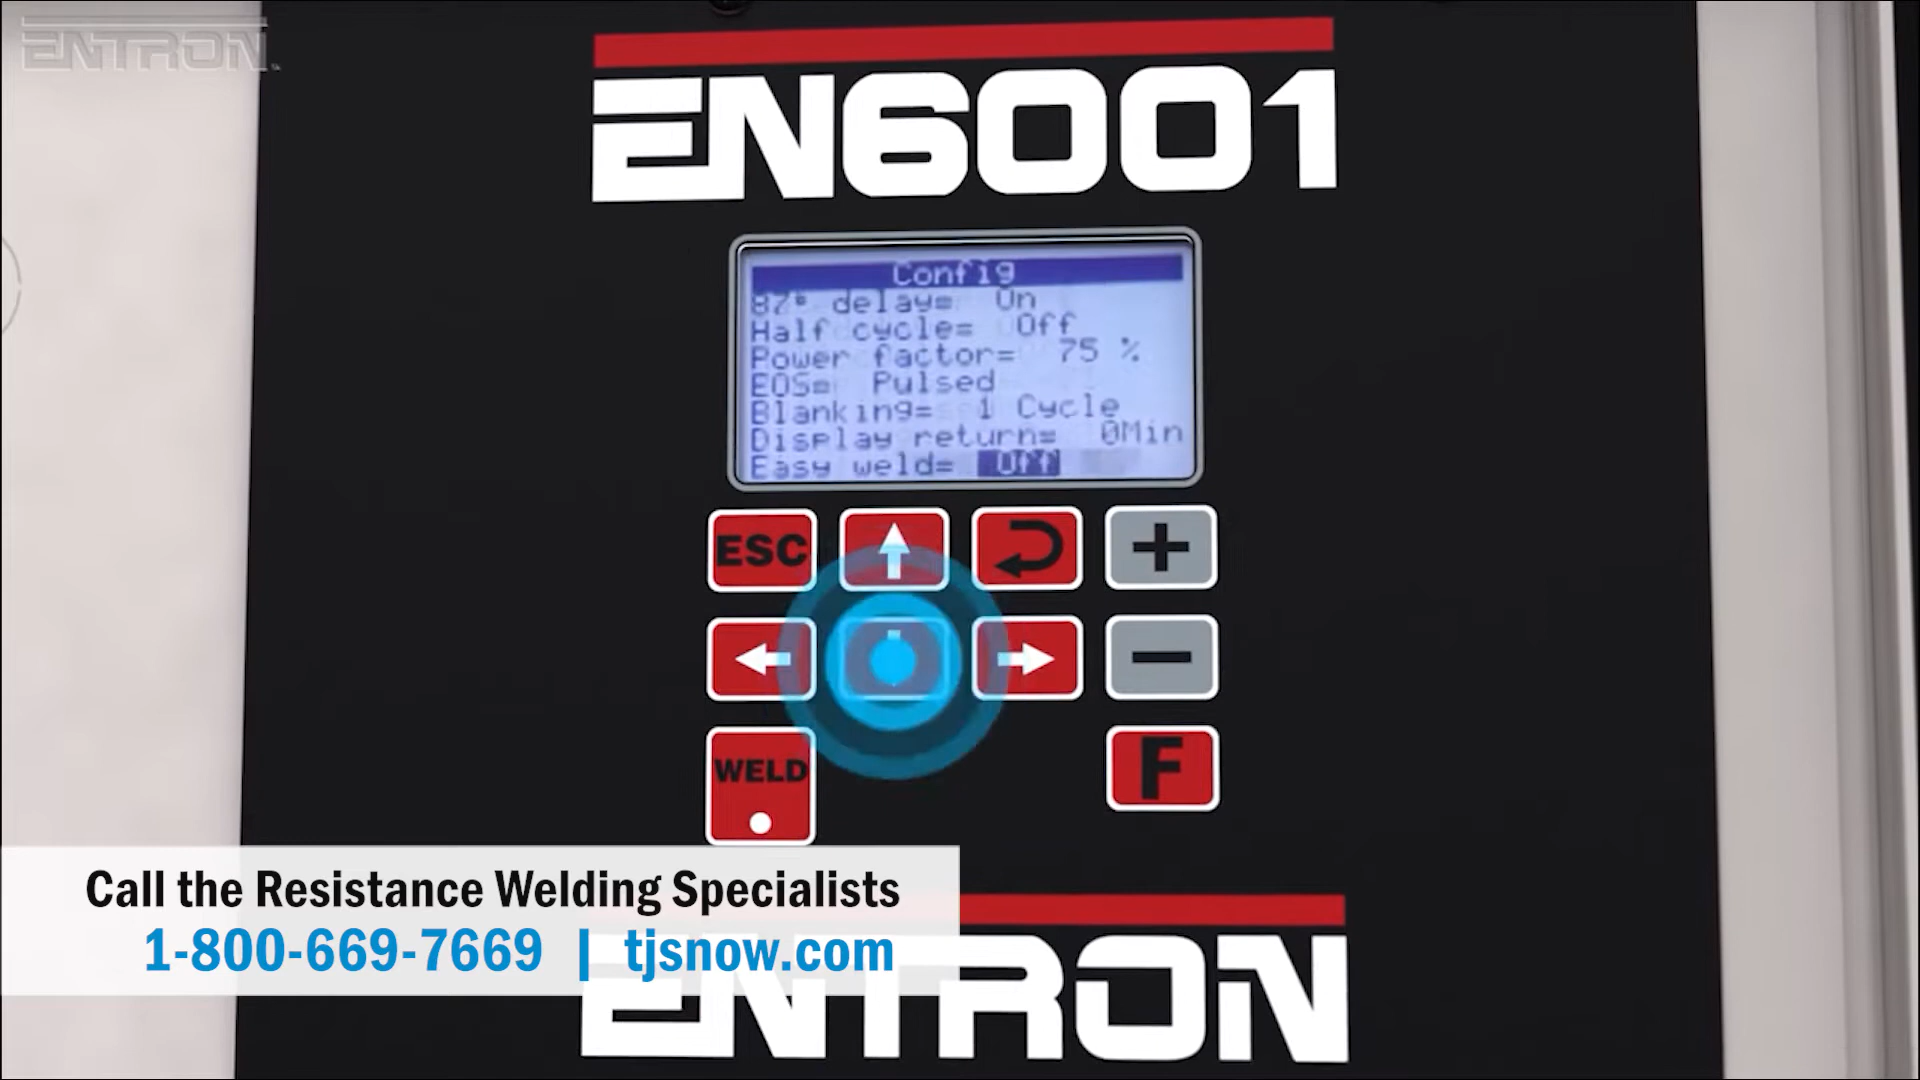 ENTRON
EN6001
Config
87° delay= On
Half cycle= Off
Power factor= 75 %
EOS= Pulsed
Blanking= 1 Cycle
Display return= 0Min
Easy weld= Off
ESC
+
-
WELD
F
Call the Resistance Welding Specialists
1-800-669-7669 | tjsnow.com
ENTRON